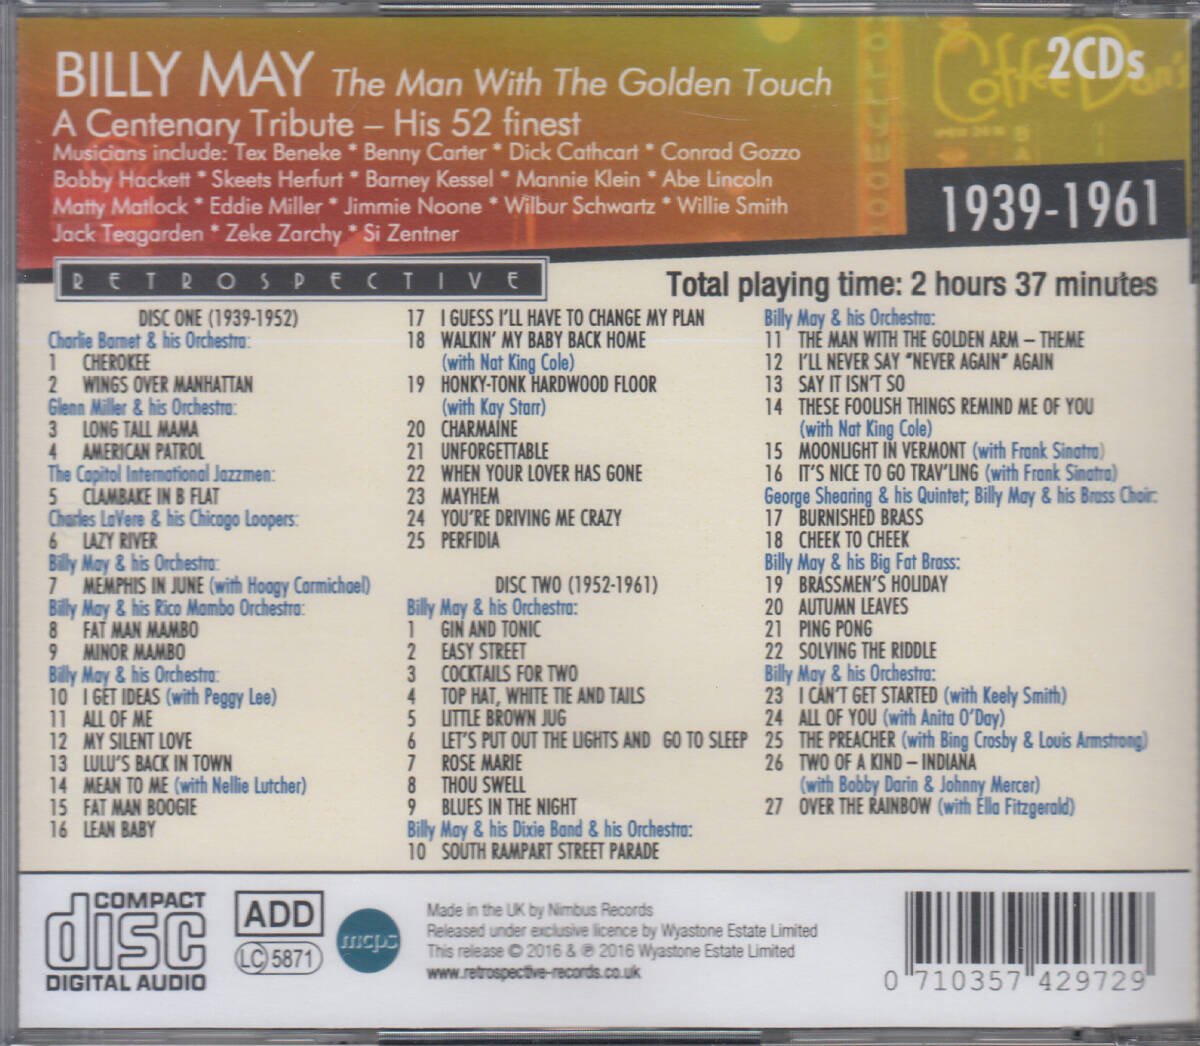 BILLY MAY The Man With The Golden Touch
A Centenary Tribute – His 52 finest
Musicians include: Tex Beneke * Benny Carter * Dick Cathcart * Conrad Gozzo
Bobby Hackett * Skeets Herfurt * Barney Kessel * Mannie Klein * Abe Lincoln
Matty Matlock * Eddie Miller * Jimmie Noone * Wilbur Schwartz * Willie Smith
Jack Teagarden * Zeke Zarchy * Si Zentner
Coffee Dan's
2CDs
1939-1961
RETROSPECTIVE
Total playing time: 2 hours 37 minutes
DISC ONE (1939-1952)
Charlie Barnet & his Orchestra:
1 CHEROKEE
2 WINGS OVER MANHATTAN
Glenn Miller & his Orchestra:
3 LONG TALL MAMA
4 AMERICAN PATROL
The Capitol International Jazzmen:
5 CLAMBAKE IN B FLAT
Charles LaVere & his Chicago Loopers:
6 LAZY RIVER
Billy May & his Orchestra:
7 MEMPHIS IN JUNE (with Hoagy Carmichael)
Billy May & his Rico Mambo Orchestra:
8 FAT MAN MAMBO
9 MINOR MAMBO
Billy May & his Orchestra:
10 I GET IDEAS (with Peggy Lee)
11 ALL OF ME
12 MY SILENT LOVE
13 LULU'S BACK IN TOWN
14 MEAN TO ME (with Nellie Lutcher)
15 FAT MAN BOOGIE
16 LEAN BABY
17 I GUESS I'LL HAVE TO CHANGE MY PLAN
18 WALKIN' MY BABY BACK HOME
(with Nat King Cole)
19 HONKY-TONK HARDWOOD FLOOR
(with Kay Starr)
20 CHARMAINE
21 UNFORGETTABLE
22 WHEN YOUR LOVER HAS GONE
23 MAYHEM
24 YOU'RE DRIVING ME CRAZY
25 PERFIDIA
DISC TWO (1952-1961)
Billy May & his Orchestra:
1 GIN AND TONIC
2 EASY STREET
3 COCKTAILS FOR TWO
4 TOP HAT, WHITE TIE AND TAILS
5 LITTLE BROWN JUG
6 LET'S PUT OUT THE LIGHTS AND GO TO SLEEP
7 ROSE MARIE
8 THOU SWELL
9 BLUES IN THE NIGHT
Billy May & his Dixie Band & his Orchestra:
10 SOUTH RAMPART STREET PARADE
Billy May & his Orchestra:
11 THE MAN WITH THE GOLDEN ARM – THEME
12 I'LL NEVER SAY "NEVER AGAIN" AGAIN
13 SAY IT ISN'T SO
14 THESE FOOLISH THINGS REMIND ME OF YOU
(with Nat King Cole)
15 MOONLIGHT IN VERMONT (with Frank Sinatra)
16 IT'S NICE TO GO TRAV'LING (with Frank Sinatra)
George Shearing & his Quintet; Billy May & his Brass Choir:
17 BURNISHED BRASS
18 CHEEK TO CHEEK
Billy May & his Big Fat Brass:
19 BRASSMEN'S HOLIDAY
20 AUTUMN LEAVES
21 PING PONG
22 SOLVING THE RIDDLE
Billy May & his Orchestra:
23 I CAN'T GET STARTED (with Keely Smith)
24 ALL OF YOU (with Anita O'Day)
25 THE PREACHER (with Bing Crosby & Louis Armstrong)
26 TWO OF A KIND – INDIANA
(with Bobby Darin & Johnny Mercer)
27 OVER THE RAINBOW (with Ella Fitzgerald)
COMPACT
disc
DIGITAL AUDIO
ADD
LC 5871
mcps
Made in the UK by Nimbus Records
Released under exclusive licence by Wyastone Estate Limited
This release © 2016 & ℗ 2016 Wyastone Estate Limited
www.retrospective-records.co.uk
0 710357 429729